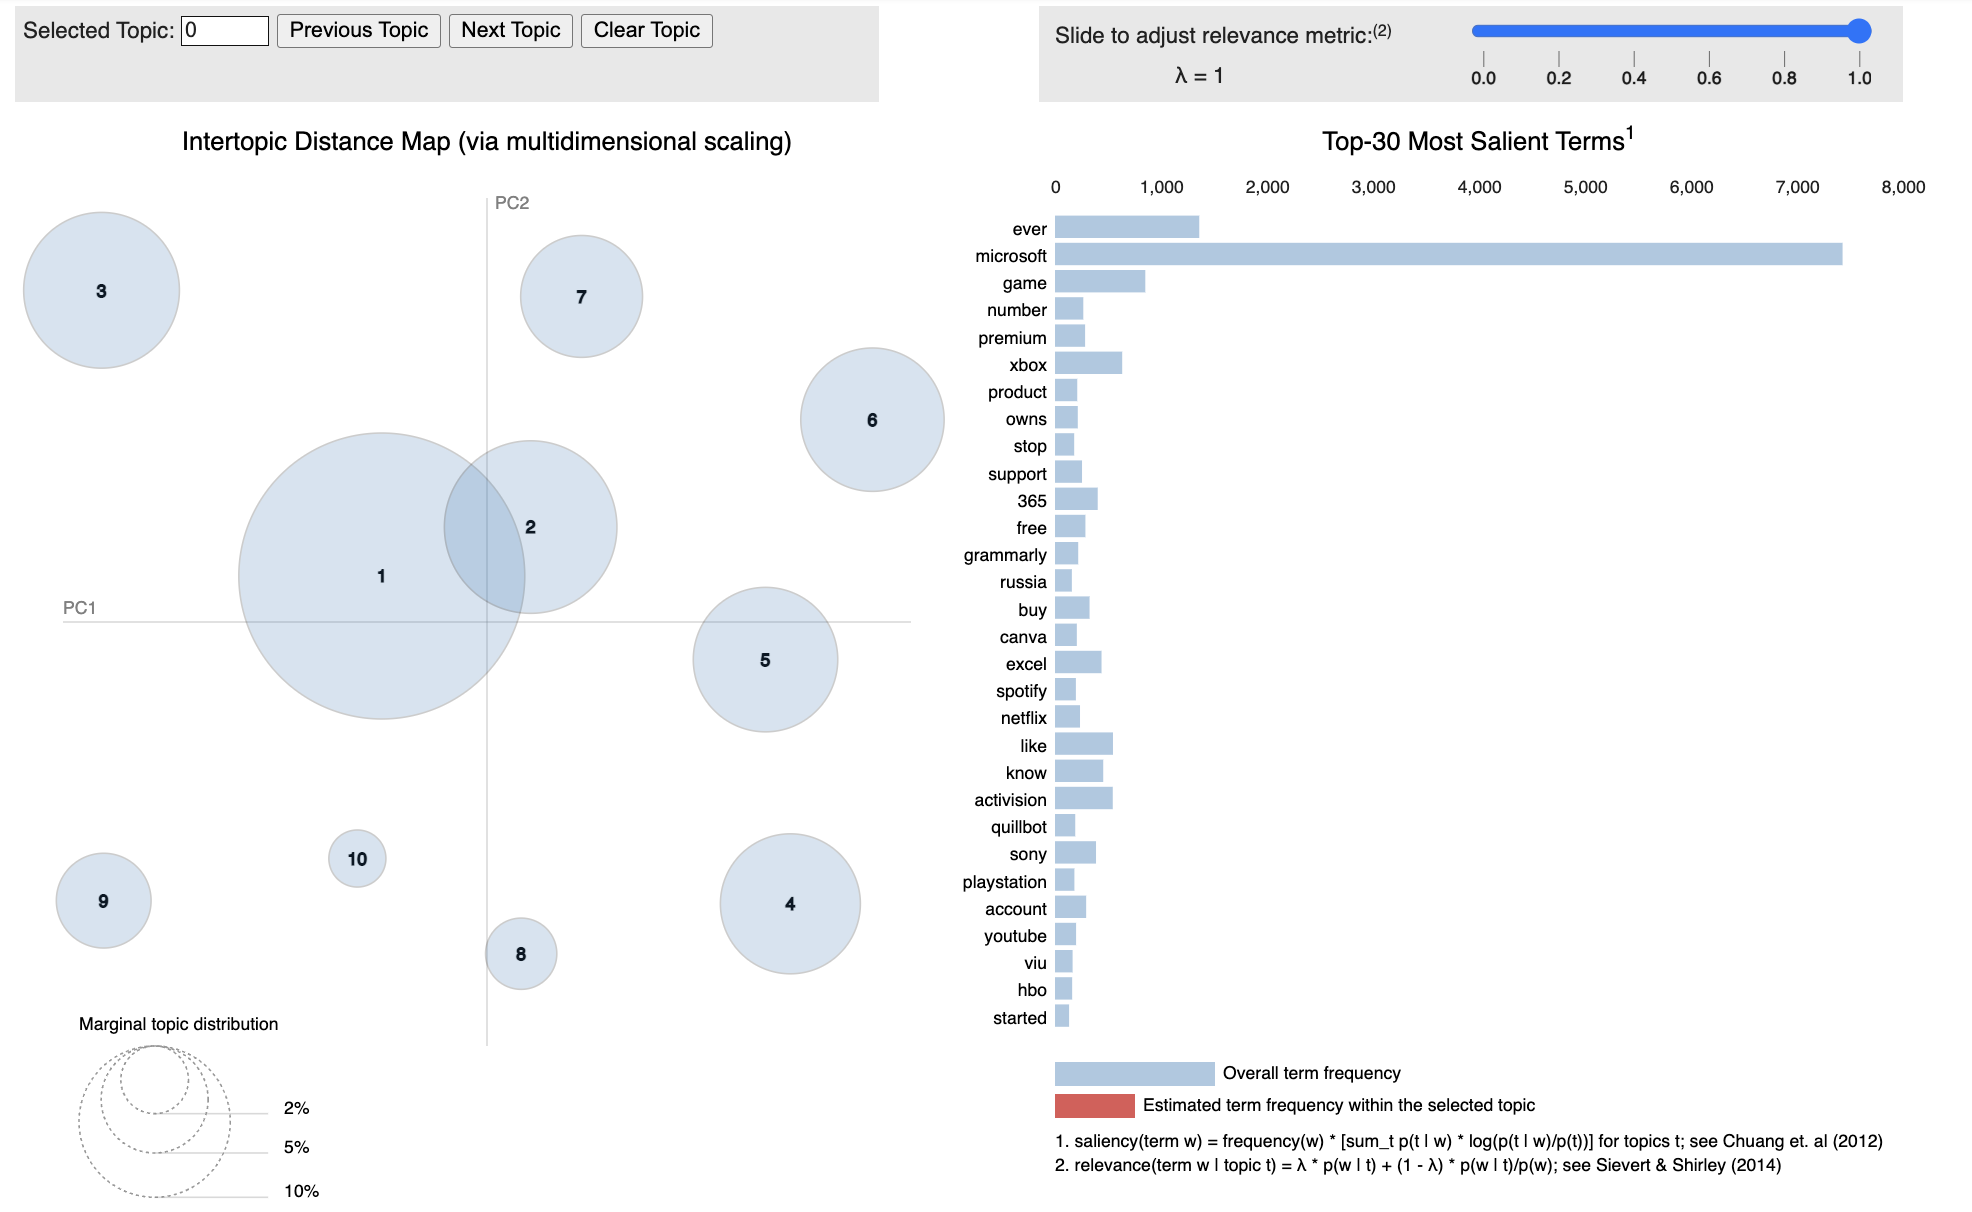 Selected Topic: 0 Previous Topic Next Topic Clear Topic
Slide to adjust relevance metric:(2)
λ = 1
0.0 0.2 0.4 0.6 0.8 1.0
Intertopic Distance Map (via multidimensional scaling)
PC2
PC1
3
7
6
2
1
5
10
9
4
8
Marginal topic distribution
2%
5%
10%
Top-30 Most Salient Terms1
0 1,000 2,000 3,000 4,000 5,000 6,000 7,000 8,000
ever
microsoft
game
number
premium
xbox
product
owns
stop
support
365
free
grammarly
russia
buy
canva
excel
spotify
netflix
like
know
activision
quillbot
sony
playstation
account
youtube
viu
hbo
started
Overall term frequency
Estimated term frequency within the selected topic
1. saliency(term w) = frequency(w) * [sum_t p(t | w) * log(p(t | w)/p(t))] for topics t; see Chuang et. al (2012)
2. relevance(term w | topic t) = λ * p(w | t) + (1 - λ) * p(w | t)/p(w); see Sievert & Shirley (2014)